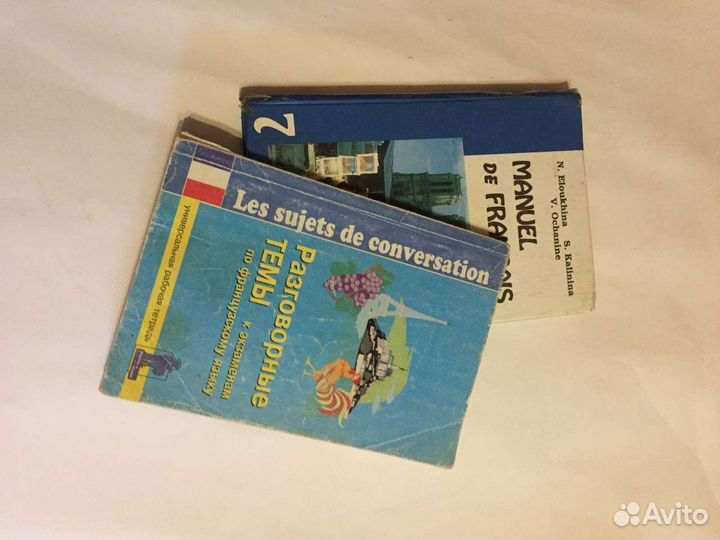 Les sujets de conversation
Разговорные
ТЕМЫ
к экзаменам
по французскому языку
универсальная рабочая тетрадь
N. Eloukhina S. Kalinina
V. Ochanine
MANUEL
DE FRANÇAIS
2
Avito